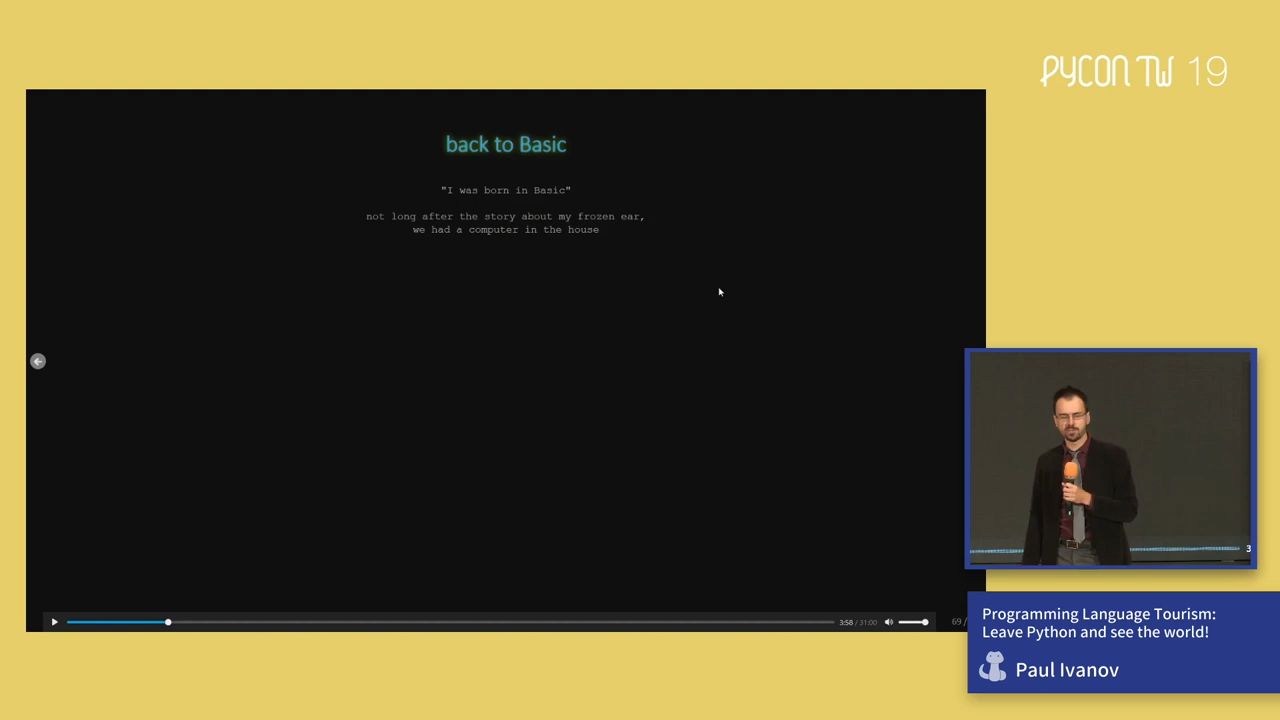 PYCON TW 19
back to Basic
"I was born in Basic"
not long after the story about my frozen ear,
we had a computer in the house
3:58 / 31:00
69 /
3
Programming Language Tourism:
Leave Python and see the world!
Paul Ivanov